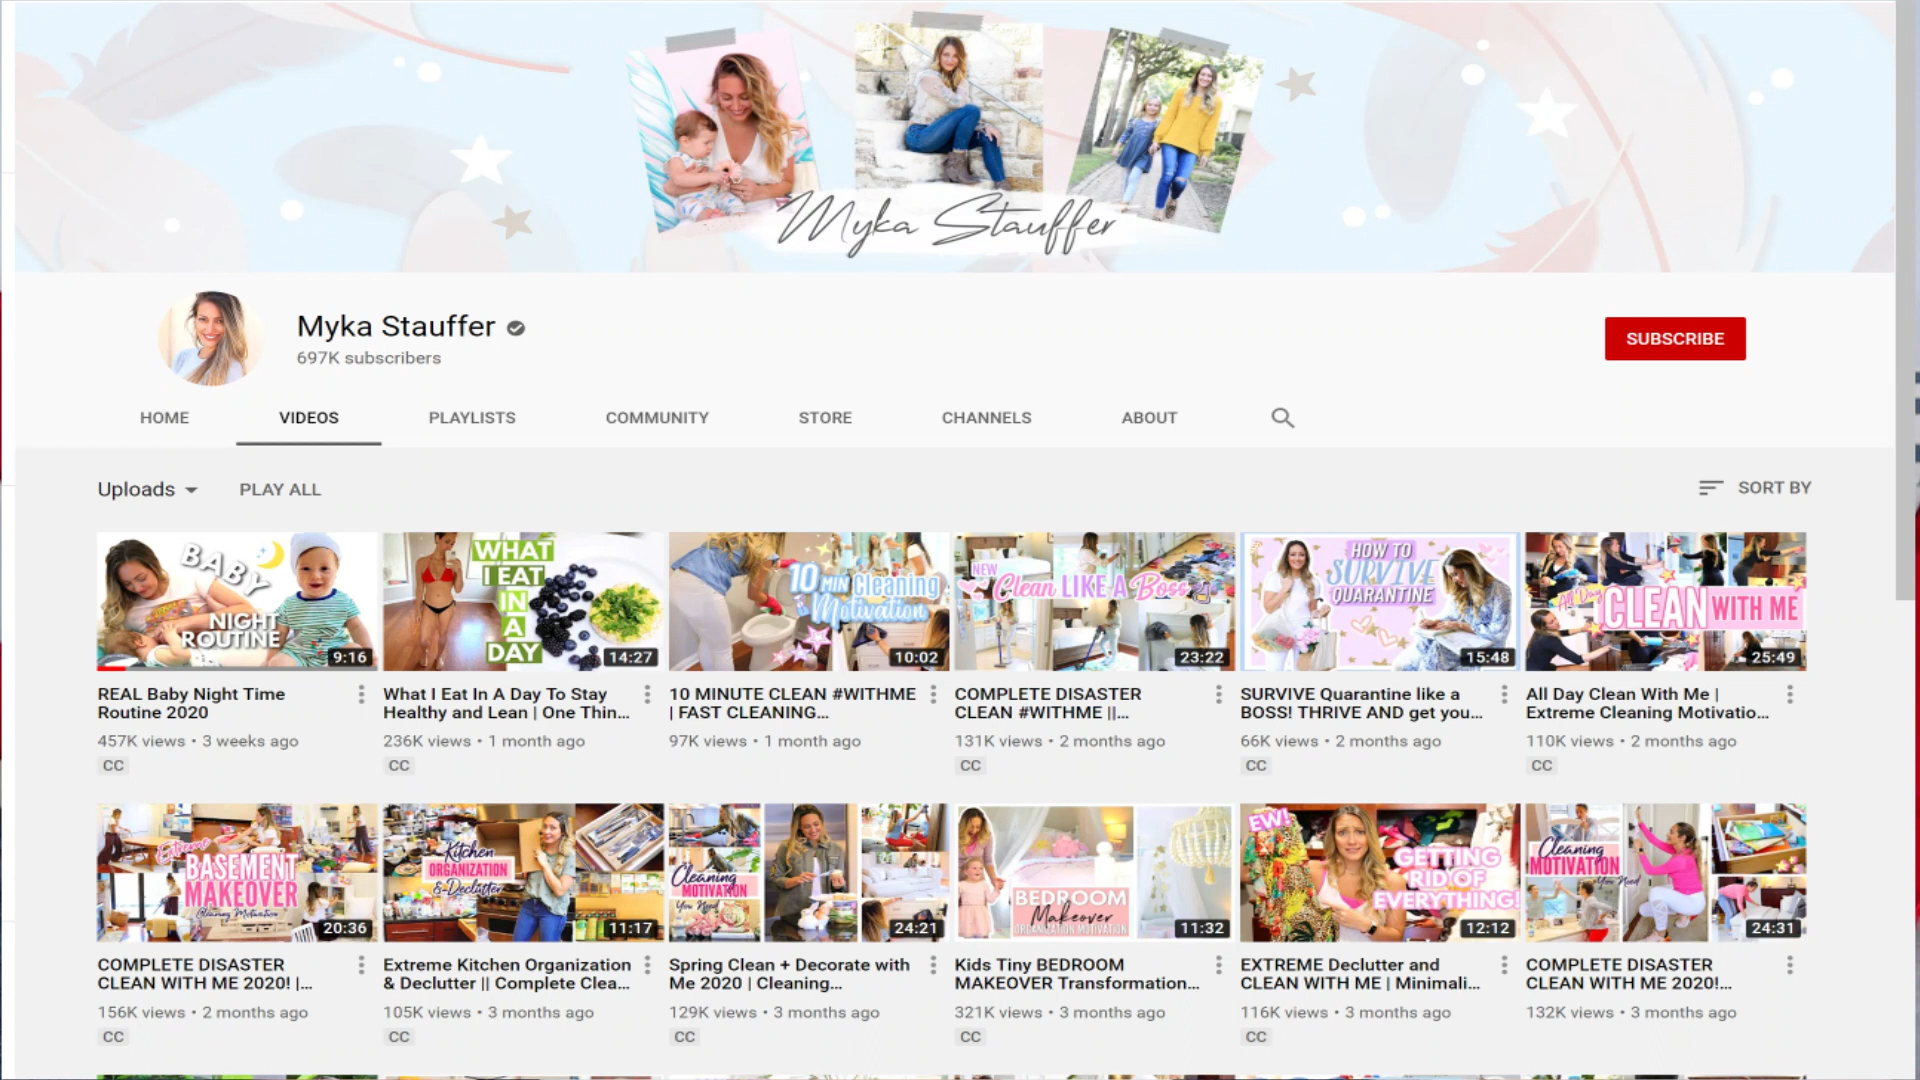 Myka Stauffer
Myka Stauffer
697K subscribers
SUBSCRIBE
HOME
VIDEOS
PLAYLISTS
COMMUNITY
STORE
CHANNELS
ABOUT
Uploads
PLAY ALL
SORT BY
BABY
NIGHT
ROUTINE
9:16
WHAT
I EAT
IN
A
DAY
14:27
10 MIN Cleaning
Motivation
10:02
NEW
Clean LIKE A Boss
23:22
HOW TO
SURVIVE
QUARANTINE
15:48
All Day
CLEAN WITH ME
25:49
REAL Baby Night Time
Routine 2020
457K views • 3 weeks ago
CC
What I Eat In A Day To Stay
Healthy and Lean | One Thin...
236K views • 1 month ago
CC
10 MINUTE CLEAN #WITHME
| FAST CLEANING...
97K views • 1 month ago
COMPLETE DISASTER
CLEAN #WITHME ||...
131K views • 2 months ago
CC
SURVIVE Quarantine like a
BOSS! THRIVE AND get you...
66K views • 2 months ago
CC
All Day Clean With Me |
Extreme Cleaning Motivatio...
110K views • 2 months ago
CC
Extreme
BASEMENT
MAKEOVER
Cleaning Motivation
20:36
Kitchen
ORGANIZATION
& Declutter
11:17
Cleaning
MOTIVATION
You Need
24:21
BEDROOM
Makeover
ORGANIZATION MOTIVATION
11:32
EW!
GETTING
RID OF
EVERYTHING!
12:12
Cleaning
MOTIVATION
You Need
24:31
COMPLETE DISASTER
CLEAN WITH ME 2020! |...
156K views • 2 months ago
CC
Extreme Kitchen Organization
& Declutter || Complete Clea...
105K views • 3 months ago
CC
Spring Clean + Decorate with
Me 2020 | Cleaning...
129K views • 3 months ago
CC
Kids Tiny BEDROOM
MAKEOVER Transformation...
321K views • 3 months ago
CC
EXTREME Declutter and
CLEAN WITH ME | Minimali...
116K views • 3 months ago
CC
COMPLETE DISASTER
CLEAN WITH ME 2020!...
132K views • 3 months ago